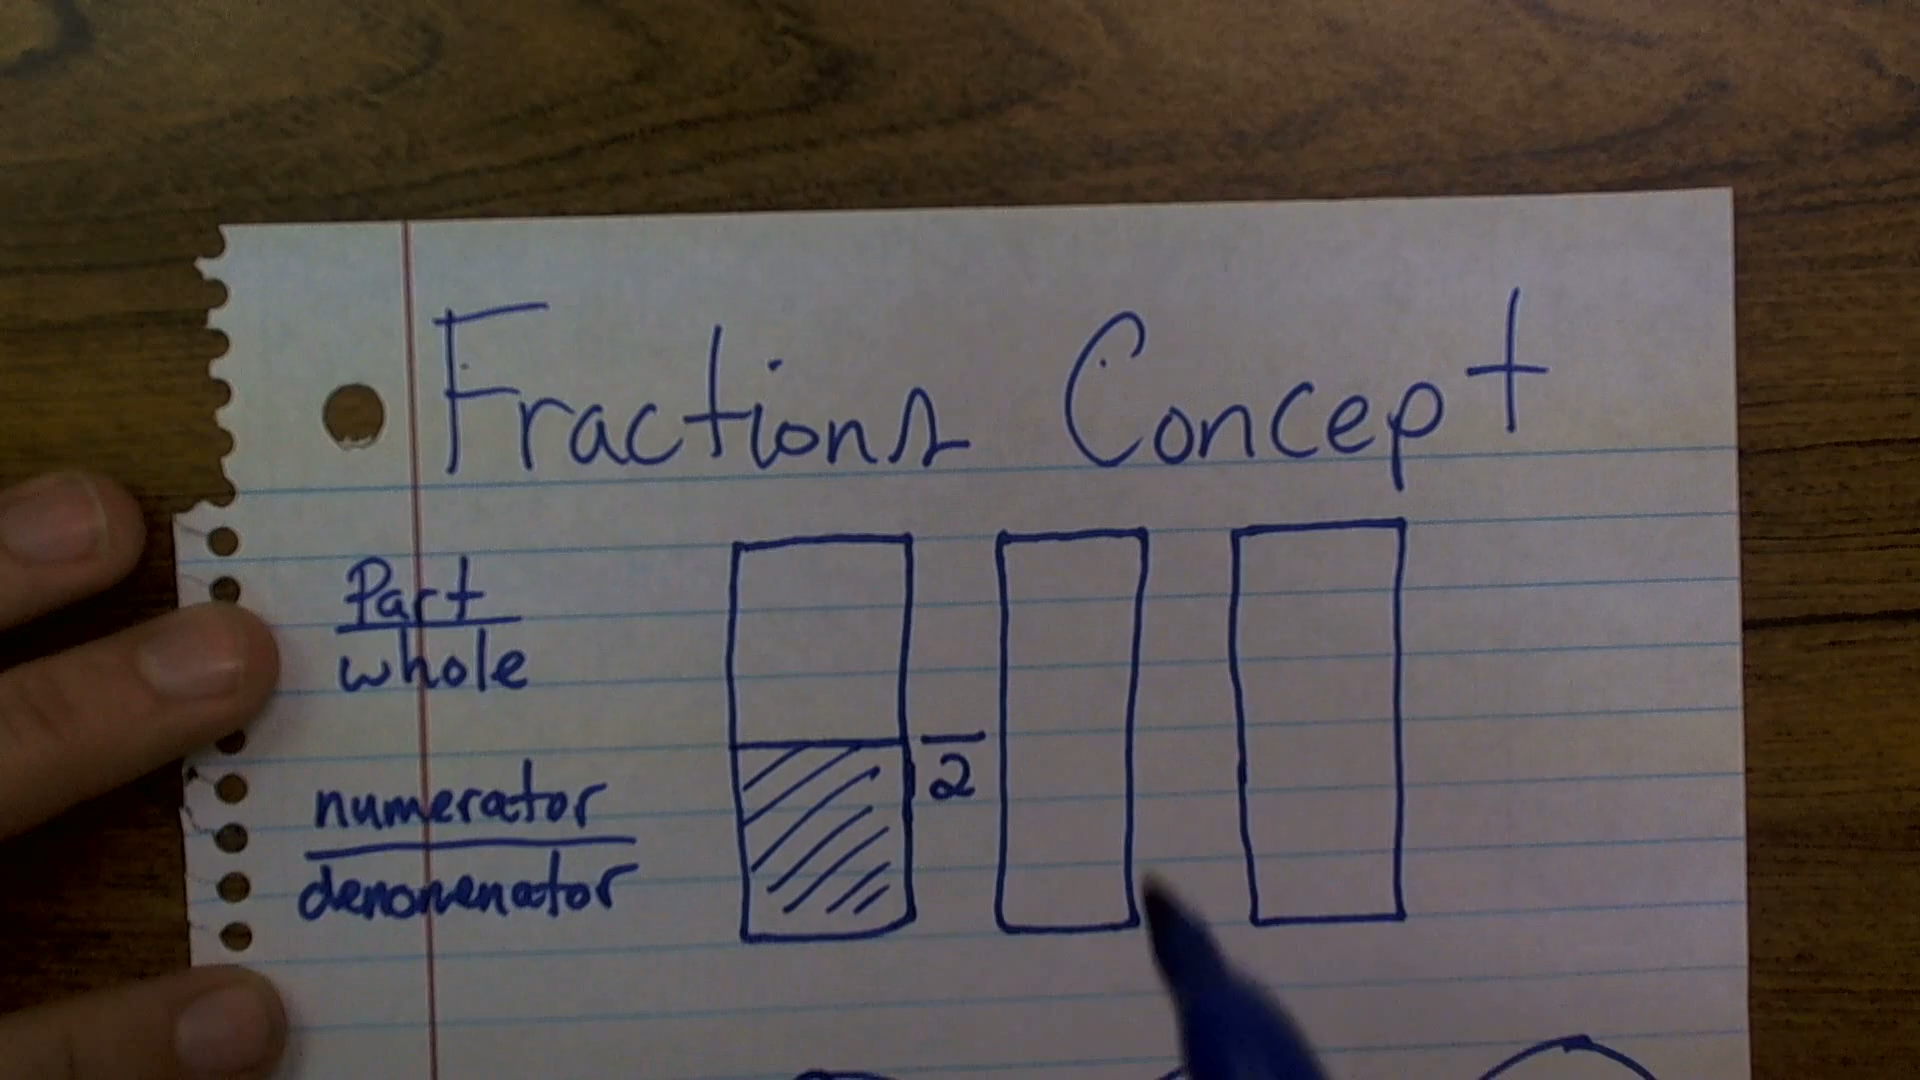 Fractions Concept
Part
whole
2
numerator
denomenator